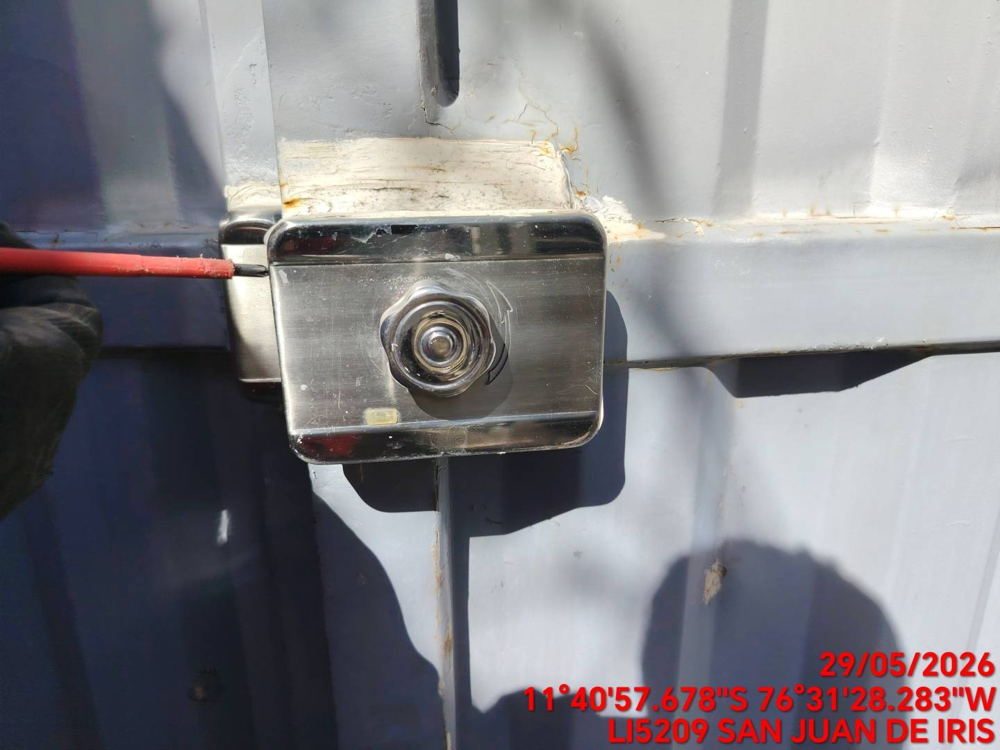 29/05/2026
11°40'57.678"S 76°31'28.283"W
LI5209 SAN JUAN DE IRIS